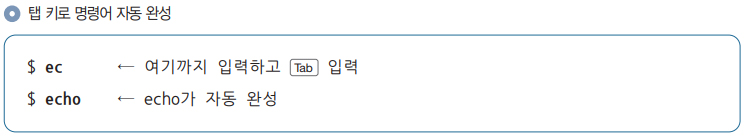 탭 키로 명령어 자동 완성
$ ec ← 여기까지 입력하고 Tab 입력
$ echo ← echo가 자동 완성